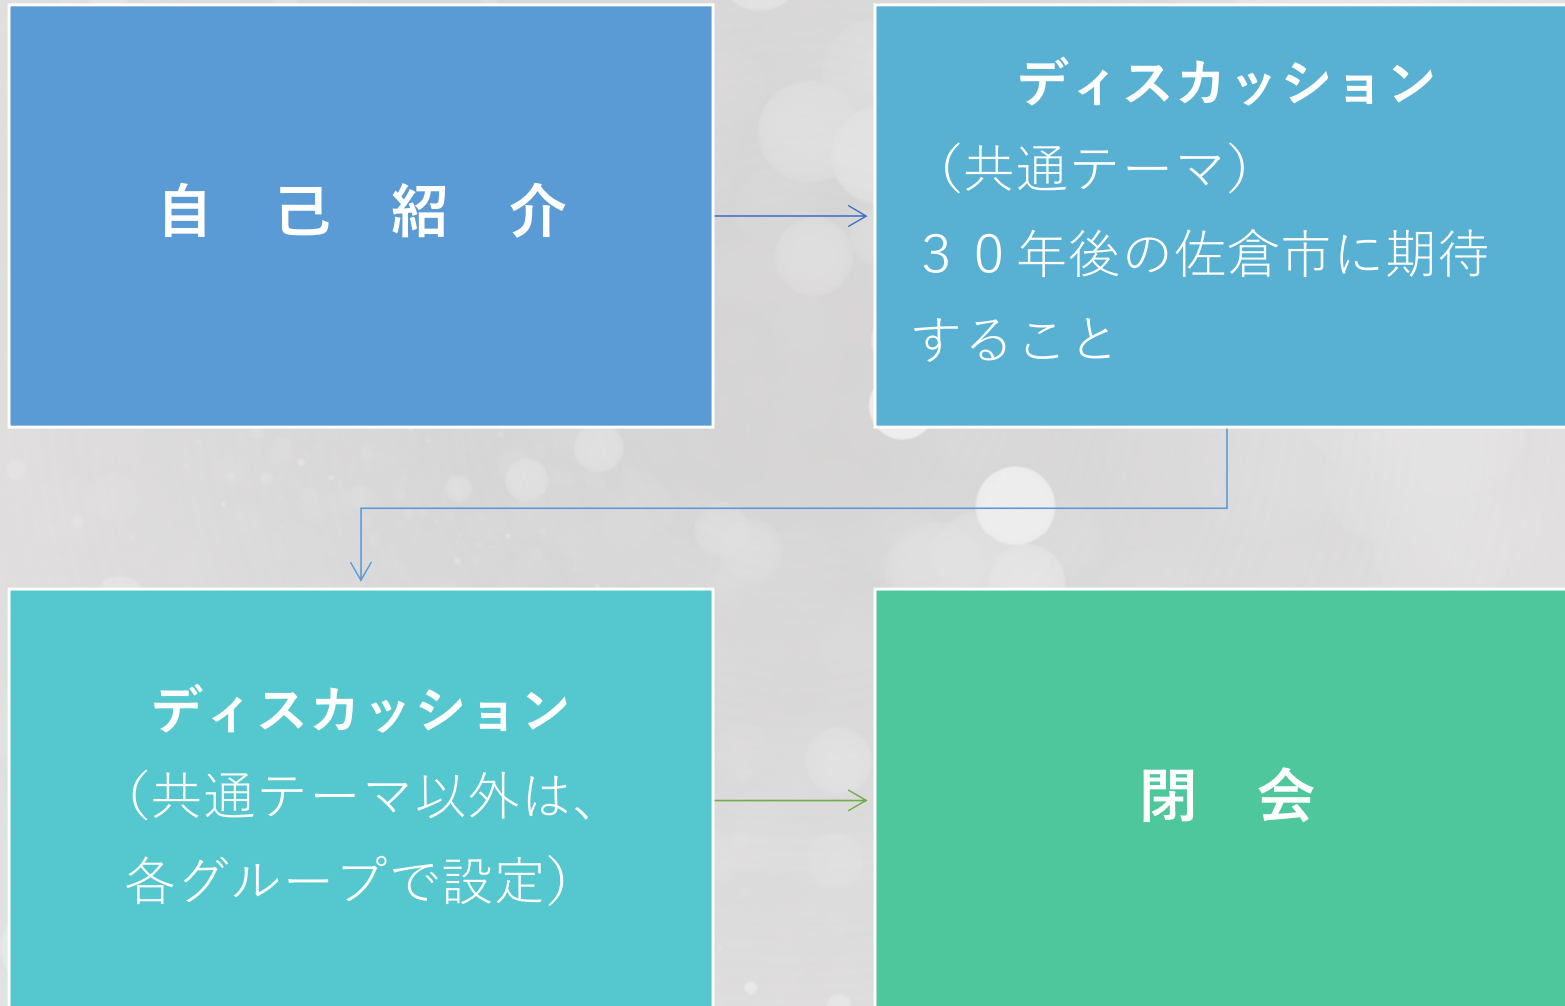 自　己　紹　介
ディスカッション
（共通テーマ）
３０年後の佐倉市に期待
すること
ディスカッション
（共通テーマ以外は、
各グループで設定）
閉　会